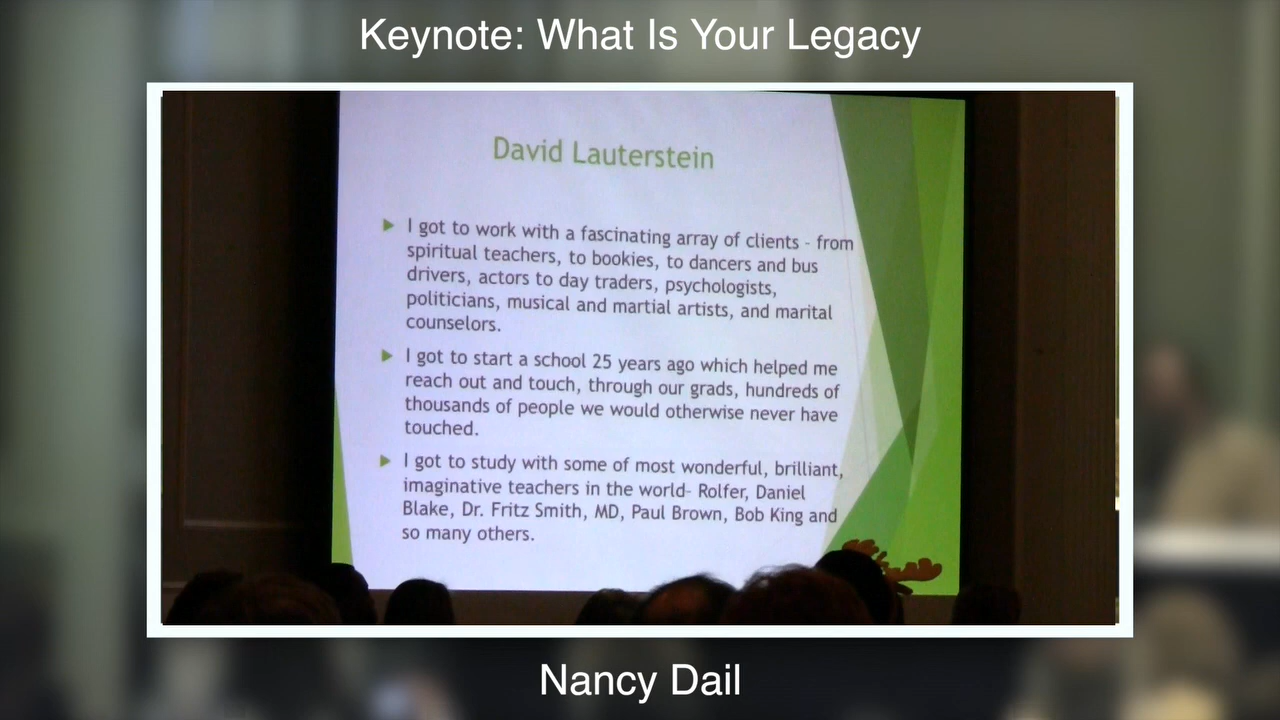 Keynote: What Is Your Legacy
David Lauterstein
I got to work with a fascinating array of clients - from
spiritual teachers, to bookies, to dancers and bus
drivers, actors to day traders, psychologists,
politicians, musical and martial artists, and marital
counselors.
I got to start a school 25 years ago which helped me
reach out and touch, through our grads, hundreds of
thousands of people we would otherwise never have
touched.
I got to study with some of most wonderful, brilliant,
imaginative teachers in the world- Rolfer, Daniel
Blake, Dr. Fritz Smith, MD, Paul Brown, Bob King and
so many others.
Nancy Dail